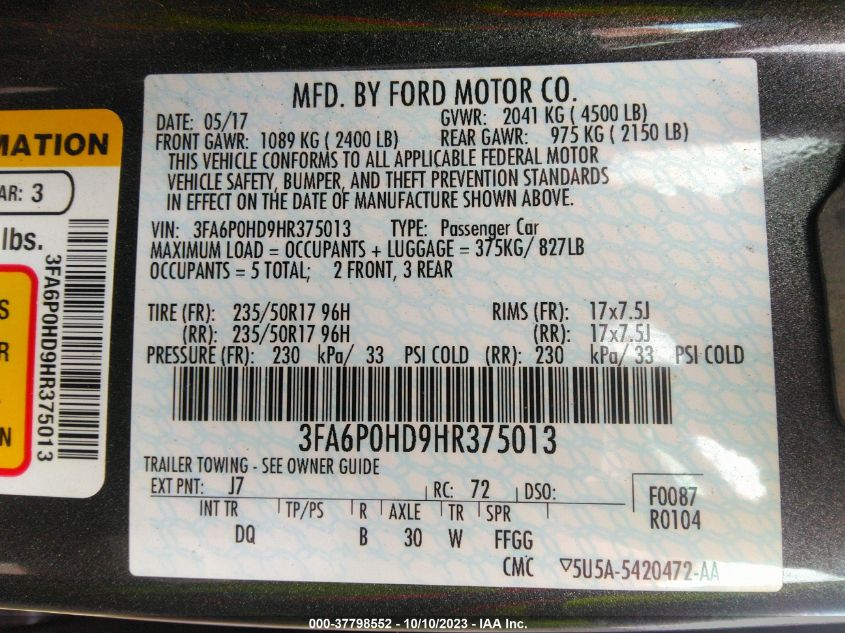 MFD. BY FORD MOTOR CO.
DATE: 05/17 GVWR: 2041 KG ( 4500 LB)
FRONT GAWR: 1089 KG ( 2400 LB) REAR GAWR: 975 KG ( 2150 LB)
THIS VEHICLE CONFORMS TO ALL APPLICABLE FEDERAL MOTOR
VEHICLE SAFETY, BUMPER, AND THEFT PREVENTION STANDARDS
IN EFFECT ON THE DATE OF MANUFACTURE SHOWN ABOVE.
VIN: 3FA6P0HD9HR375013 TYPE: Passenger Car
MAXIMUM LOAD = OCCUPANTS + LUGGAGE = 375KG/ 827LB
OCCUPANTS = 5 TOTAL; 2 FRONT, 3 REAR
TIRE (FR): 235/50R17 96H RIMS (FR): 17x7.5J
(RR): 235/50R17 96H (RR): 17x7.5J
PRESSURE (FR): 230 kPa/ 33 PSI COLD (RR): 230 kPa/ 33 PSI COLD
3FA6P0HD9HR375013
TRAILER TOWING - SEE OWNER GUIDE
EXT PNT: J7 RC: 72 DSO:
INT TR TP/PS R AXLE TR SPR
DQ B 30 W FFGG
F0087
R0104
CMC ▽5U5A-5420472-AA
MATION
AR: 3
lbs.
S
R
N
3FA6P0HD9HR375013
000-37798552 - 10/10/2023 - IAA Inc.